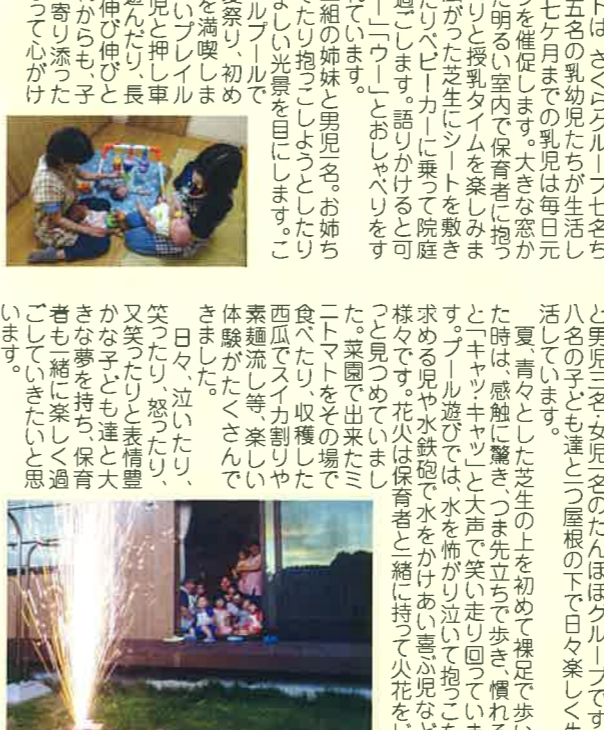 トは、さくらグループ七名ち
五名の乳幼児たちが生活し
七ケ月までの乳児は毎日元
りを催促します。大きな窓か
た明るい室内で保育者に抱っ
りと授乳タイムを楽しみま
広がった芝生にシートを敷き
たりベビーカーに乗って院庭
過ごします。語りかけると可
ー」「ウー」とおしゃべりをす
ています。
組の姉妹と男児一名。お姉ち
たり抱っこしようとしたり
ましい光景を目にします。こ
ルプールで
夏祭り、初め
を満喫しま
いプレイル
児と押し車
遊んだり、長
伸び伸びと
からも、子
寄り添った
って心がけ
と男児三名・女児一名のたんぽぽグループです
八名の子ども達と一つ屋根の下で日々楽しく生
活しています。
夏、青々とした芝生の上を初めて裸足で歩い
た時は、感触に驚き、つま先立ちで歩き、慣れる
と「キャッ・キャッ」と大声で笑い走り回っていま
す。プール遊びでは、水を怖がり泣いて抱っこを
求める児や水鉄砲で水をかけあい喜ぶ児など
様々です。花火は保育者と一緒に持って火花をじ
っと見つめていまし
た。菜園で出来たミ
ニトマトをその場で
食べたり、収穫した
西瓜でスイカ割りや
素麺流し等、楽しい
体験がたくさんで
きました。
日々、泣いたり、
笑ったり、怒ったり、
又笑ったりと表情豊
かな子ども達と大
きな夢を持ち、保育
者も一緒に楽しく過
ごしていきたいと思
います。